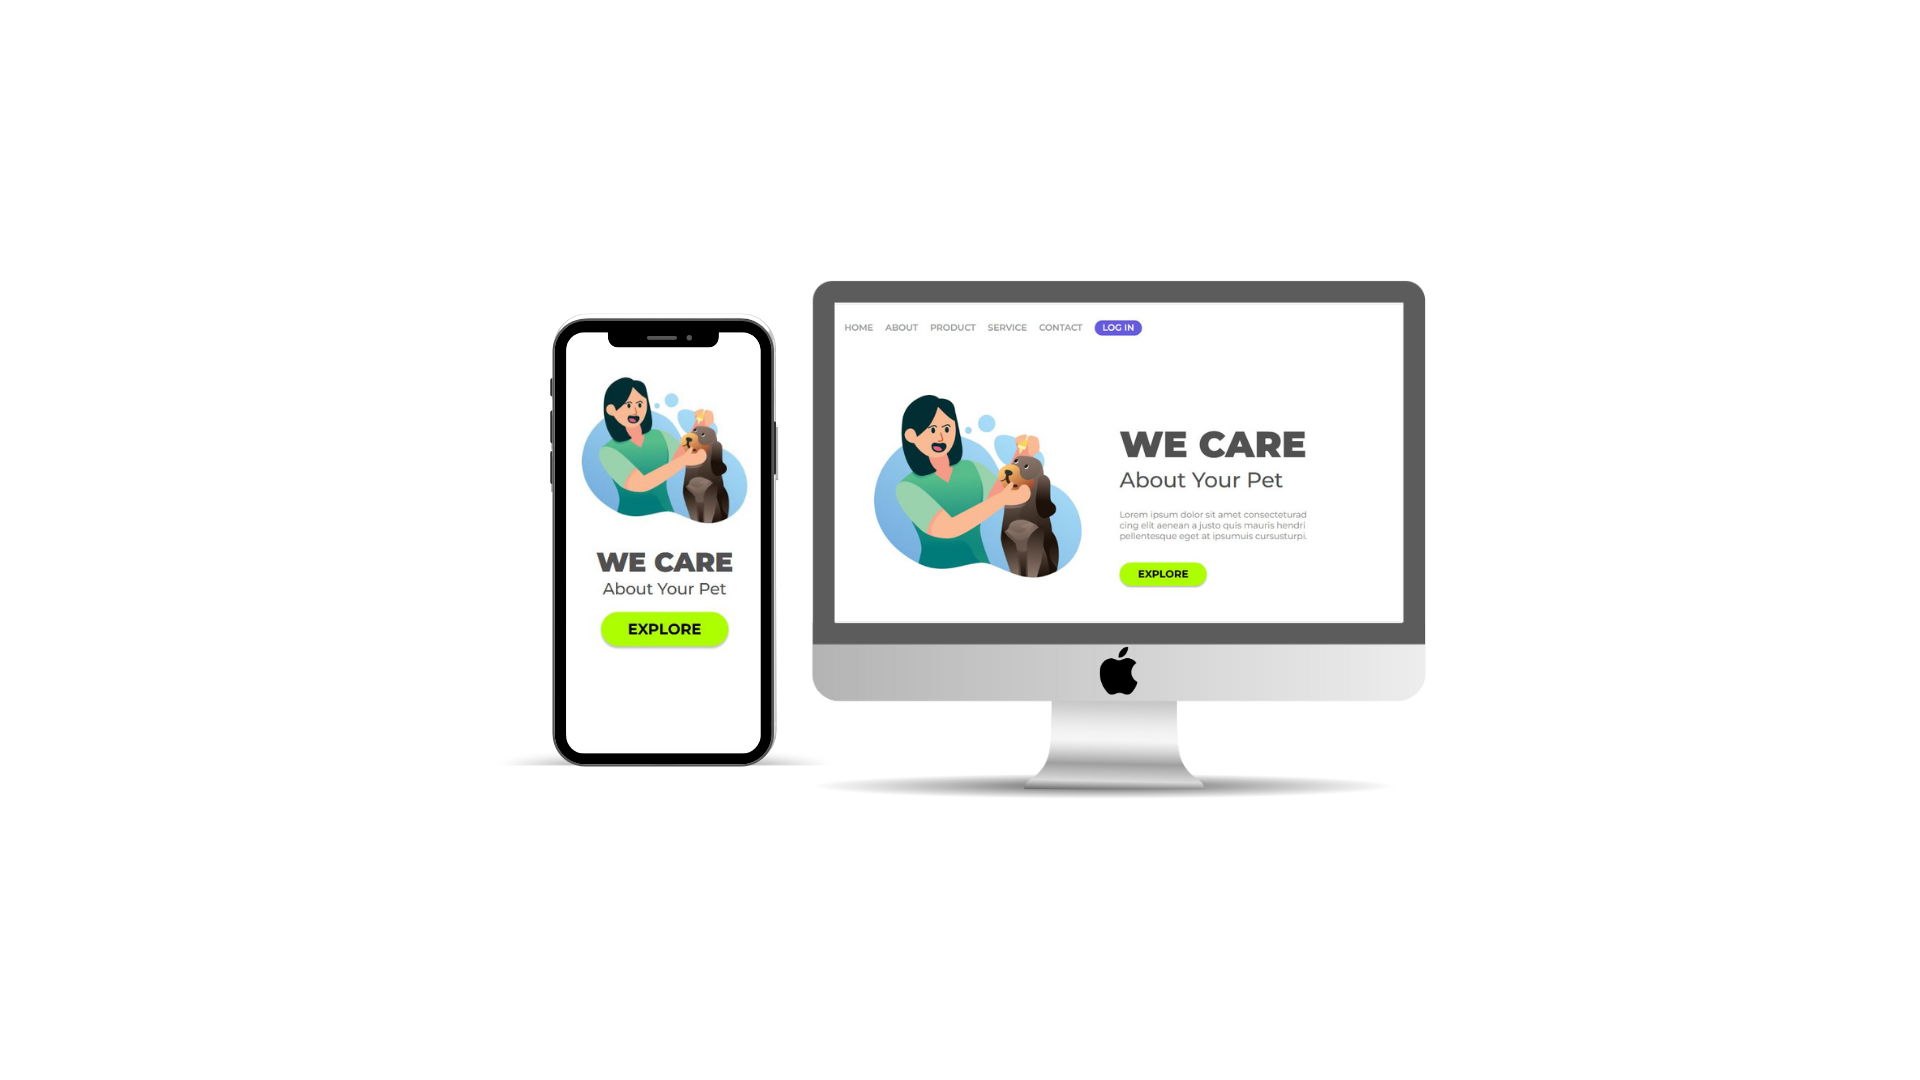 WE CARE
About Your Pet
EXPLORE
HOME ABOUT PRODUCT SERVICE CONTACT LOG IN
WE CARE
About Your Pet
Lorem ipsum dolor sit amet consecteturad
cing elit aenean a justo quis mauris hendri
pellentesque eget at ipsumuis cursusturpi.
EXPLORE